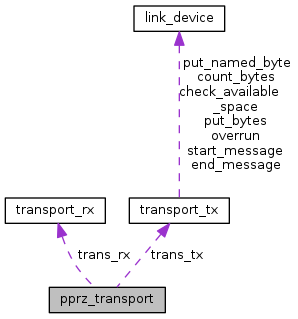 link_device
put_named_byte
count_bytes
check_available
_space
put_bytes
overrun
start_message
end_message
transport_rx
transport_tx
trans_rx
trans_tx
pprz_transport